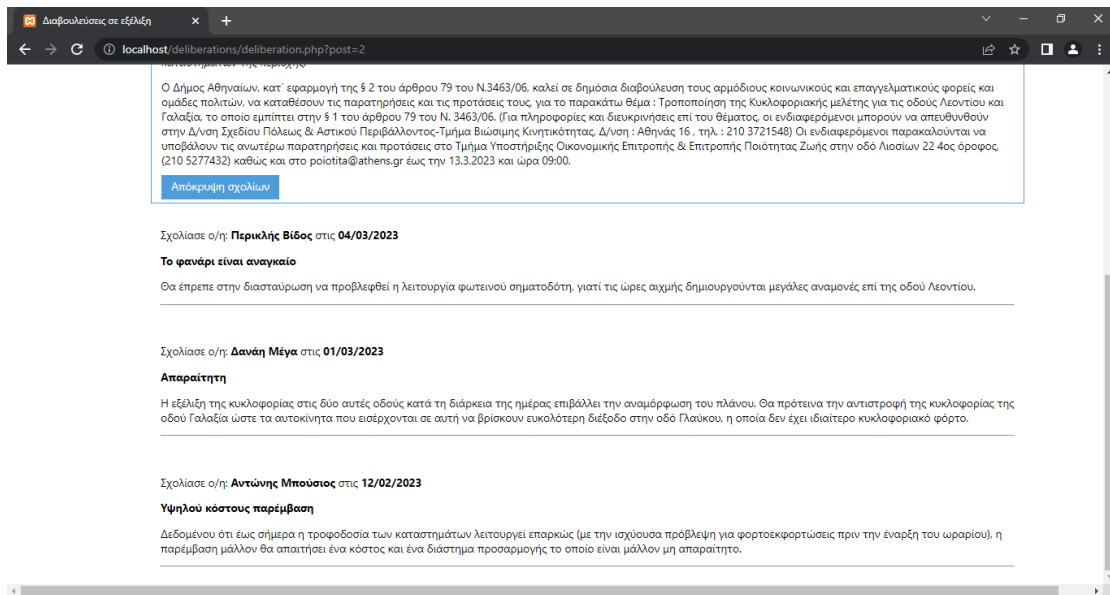 Διαβουλεύσεις σε εξέλιξη
localhost/deliberations/deliberation.php?post=2
καταστημάτων της περιοχής.
Ο Δήμος Αθηναίων, κατ΄ εφαρμογή της § 2 του άρθρου 79 του Ν.3463/06, καλεί σε δημόσια διαβούλευση τους αρμόδιους κοινωνικούς και επαγγελματικούς φορείς και
ομάδες πολιτών, να καταθέσουν τις παρατηρήσεις και τις προτάσεις τους, για το παρακάτω θέμα : Τροποποίηση της Κυκλοφοριακής μελέτης για τις οδούς Λεοντίου και
Γαλαξία, το οποίο εμπίπτει στην § 1 του άρθρου 79 του Ν. 3463/06. (Για πληροφορίες και διευκρινήσεις επί του θέματος, οι ενδιαφερόμενοι μπορούν να απευθυνθούν
στην Δ/νση Σχεδίου Πόλεως & Αστικού Περιβάλλοντος-Τμήμα Βιώσιμης Κινητικότητας, Δ/νση : Αθηνάς 16 , τηλ. : 210 3721548) Οι ενδιαφερόμενοι παρακαλούνται να
υποβάλουν τις ανωτέρω παρατηρήσεις και προτάσεις στο Τμήμα Υποστήριξης Οικονομικής Επιτροπής & Επιτροπής Ποιότητας Ζωής στην οδό Λιοσίων 22 4ος όροφος,
(210 5277432) καθώς και στο poiotita@athens.gr έως την 13.3.2023 και ώρα 09:00.
Απόκρυψη σχολίων
Σχολίασε ο/η: Περικλής Βίδος στις 04/03/2023
Το φανάρι είναι αναγκαίο
Θα έπρεπε στην διασταύρωση να προβλεφθεί η λειτουργία φωτεινού σηματοδότη, γιατί τις ώρες αιχμής δημιουργούνται μεγάλες αναμονές επί της οδού Λεοντίου.
Σχολίασε ο/η: Δανάη Μέγα στις 01/03/2023
Απαραίτητη
Η εξέλιξη της κυκλοφορίας στις δύο αυτές οδούς κατά τη διάρκεια της ημέρας επιβάλλει την αναμόρφωση του πλάνου. Θα πρότεινα την αντιστροφή της κυκλοφορίας της
οδού Γαλαξία ώστε τα αυτοκίνητα που εισέρχονται σε αυτή να βρίσκουν ευκολότερη διέξοδο στην οδό Γλαύκου, η οποία δεν έχει ιδιαίτερο κυκλοφοριακό φόρτο.
Σχολίασε ο/η: Αντώνης Μπούσιος στις 12/02/2023
Υψηλού κόστους παρέμβαση
Δεδομένου ότι έως σήμερα η τροφοδοσία των καταστημάτων λειτουργεί επαρκώς (με την ισχύουσα πρόβλεψη για φορτοεκφορτώσεις πριν την έναρξη του ωραρίου), η
παρέμβαση μάλλον θα απαιτήσει ένα κόστος και ένα διάστημα προσαρμογής το οποίο είναι μάλλον μη απαραίτητο.